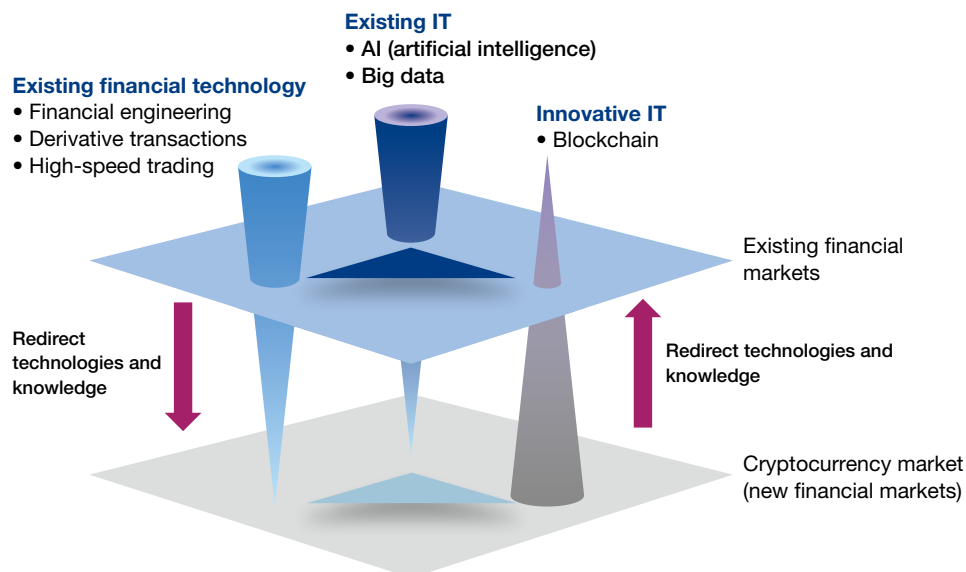 Existing IT
• AI (artificial intelligence)
• Big data
Existing financial technology
• Financial engineering
• Derivative transactions
• High-speed trading
Innovative IT
• Blockchain
Existing financial
markets
Redirect
technologies and
knowledge
Redirect technologies and
knowledge
Cryptocurrency market
(new financial markets)